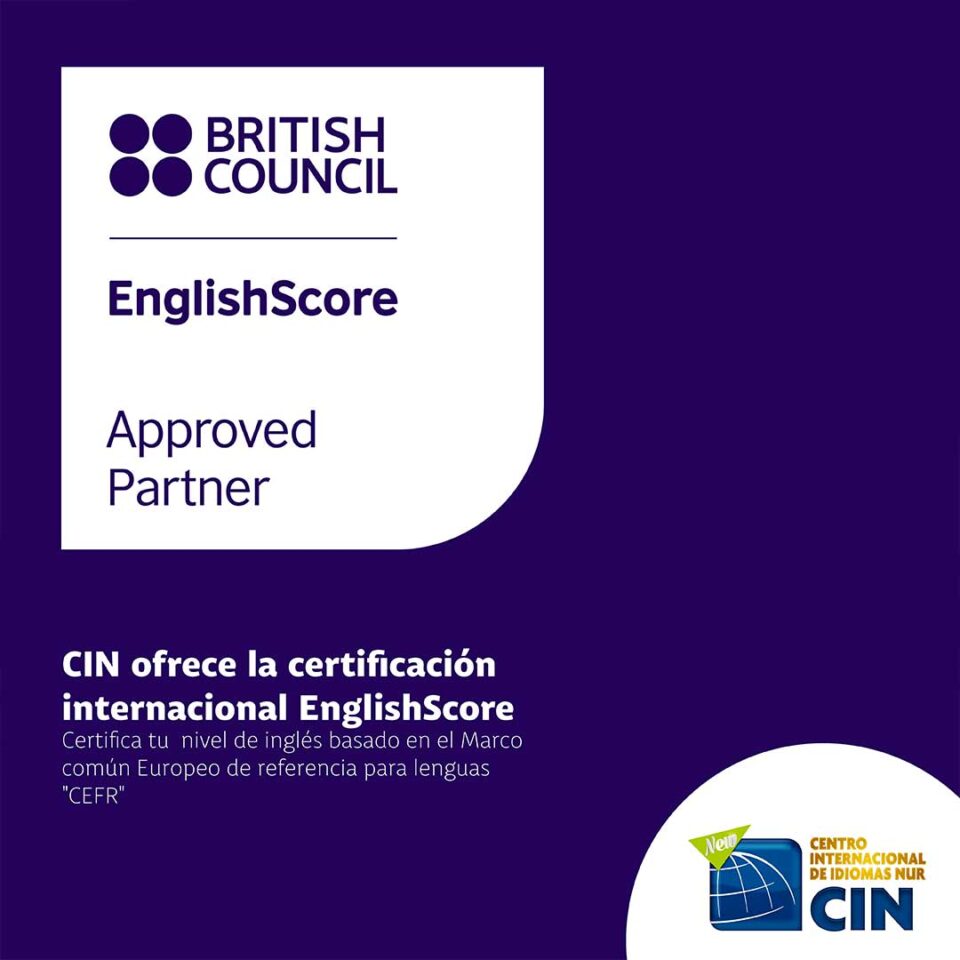 BRITISH
COUNCIL
EnglishScore
Approved
Partner
CIN ofrece la certificación
internacional EnglishScore
Certifica tu  nivel de inglés basado en el Marco
común Europeo de referencia para lenguas
"CEFR"
New
CENTRO
INTERNACIONAL
DE IDIOMAS NUR
CIN